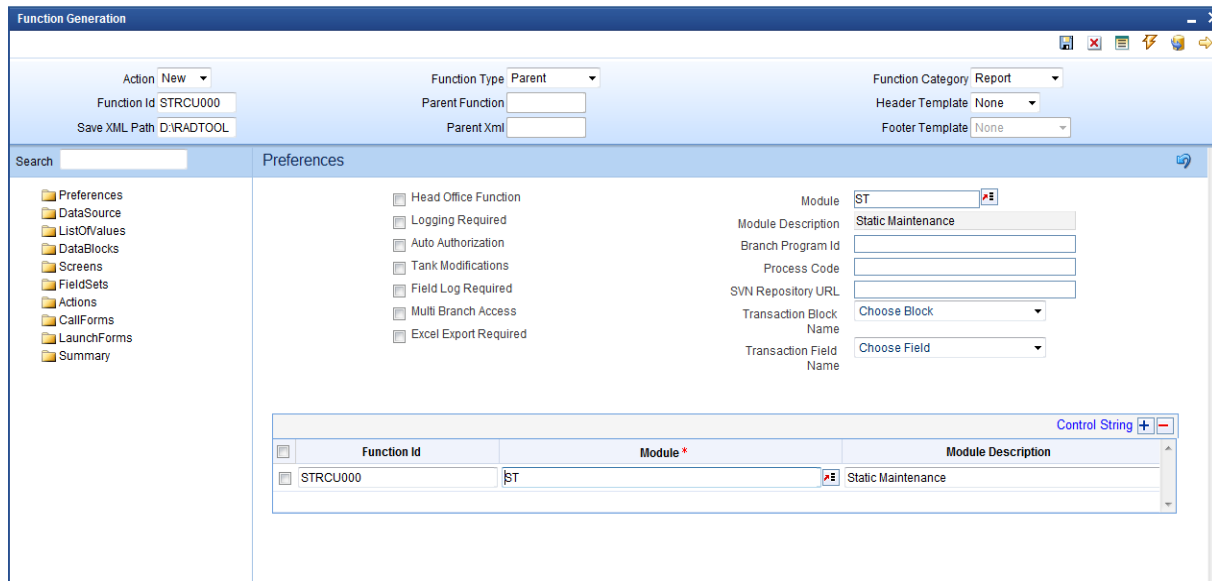 Function Generation
Action New Function Type Parent Function Category Report
Function Id STRCU000 Parent Function Header Template None
Save XML Path D:\RADTOOL Parent Xml Footer Template None
Search Preferences
Preferences
DataSource
ListOfValues
DataBlocks
Screens
FieldSets
Actions
CallForms
LaunchForms
Summary
Head Office Function
Logging Required
Auto Authorization
Tank Modifications
Field Log Required
Multi Branch Access
Excel Export Required
Module ST
Module Description Static Maintenance
Branch Program Id
Process Code
SVN Repository URL
Transaction Block Choose Block
Name
Transaction Field Choose Field
Name
Control String
Function Id Module * Module Description
STRCU000 ST Static Maintenance